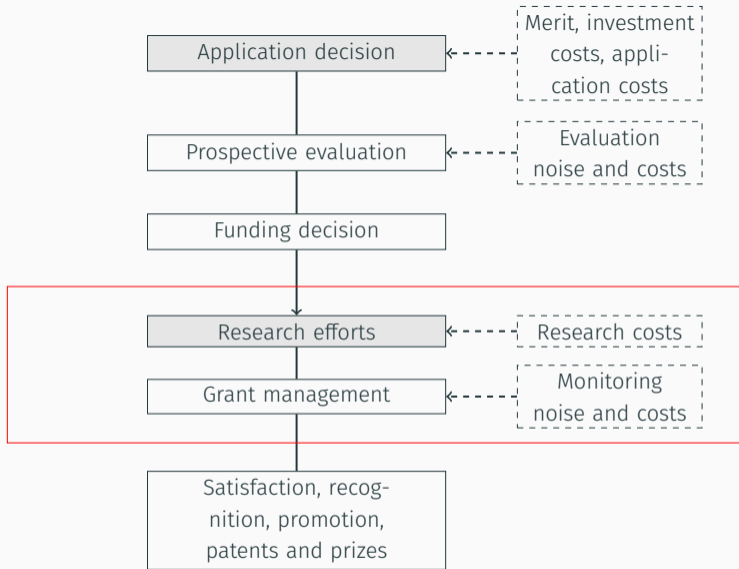 Application decision
Merit, investment
costs, appli-
cation costs
Prospective evaluation
Evaluation
noise and costs
Funding decision
Research efforts
Research costs
Grant management
Monitoring
noise and costs
Satisfaction, recog-
nition, promotion,
patents and prizes